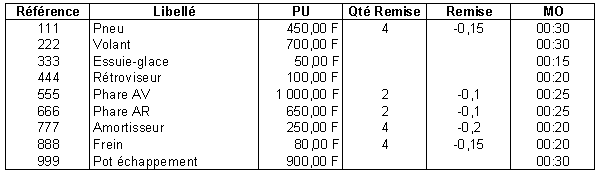 Référence Libellé PU Qté Remise Remise MO
111 Pneu 450,00 F 4 -0,15 00:30
222 Volant 700,00 F 00:30
333 Essuie-glace 50,00 F 00:15
444 Rétroviseur 100,00 F 00:20
555 Phare AV 1 000,00 F 2 -0,1 00:25
666 Phare AR 650,00 F 2 -0,1 00:25
777 Amortisseur 250,00 F 4 -0,2 00:20
888 Frein 80,00 F 4 -0,15 00:20
999 Pot échappement 900,00 F 00:30